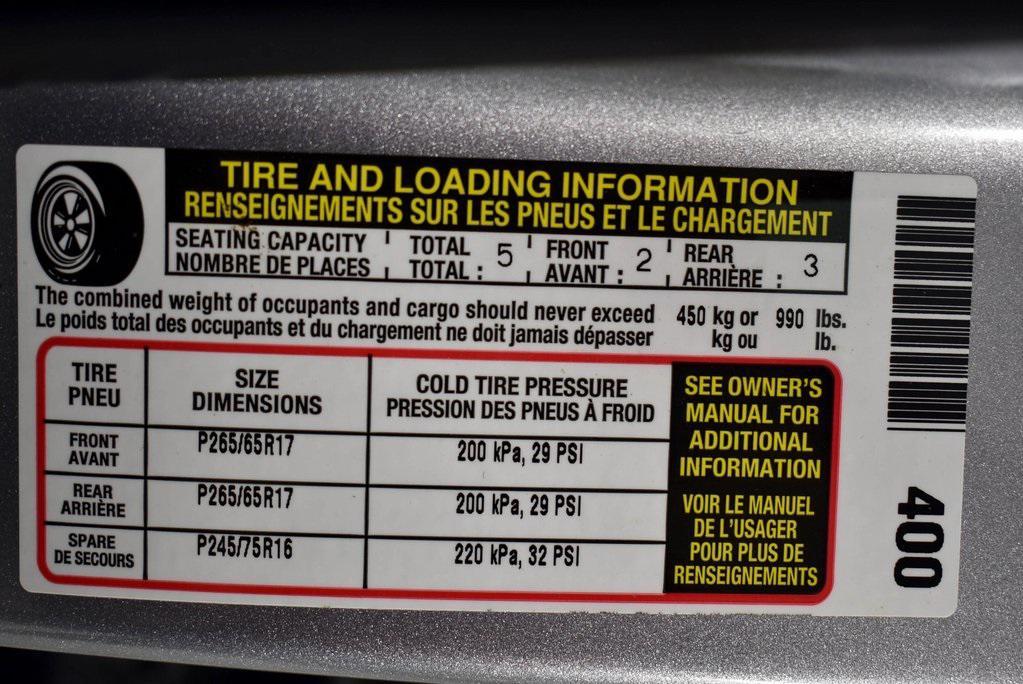 TIRE AND LOADING INFORMATION
RENSEIGNEMENTS SUR LES PNEUS ET LE CHARGEMENT
SEATING CAPACITY TOTAL 5 FRONT 2 REAR 3
NOMBRE DE PLACES TOTAL : AVANT : ARRIÈRE :
The combined weight of occupants and cargo should never exceed 450 kg or 990 lbs.
Le poids total des occupants et du chargement ne doit jamais dépasser kg ou lb.
TIRE
PNEU
SIZE
DIMENSIONS
COLD TIRE PRESSURE
PRESSION DES PNEUS À FROID
FRONT
AVANT
P265/65R17
200 kPa, 29 PSI
REAR
ARRIÈRE
P265/65R17
200 kPa, 29 PSI
SPARE
DE SECOURS
P245/75R16
220 kPa, 32 PSI
SEE OWNER'S
MANUAL FOR
ADDITIONAL
INFORMATION
VOIR LE MANUEL
DE L'USAGER
POUR PLUS DE
RENSEIGNEMENTS
400